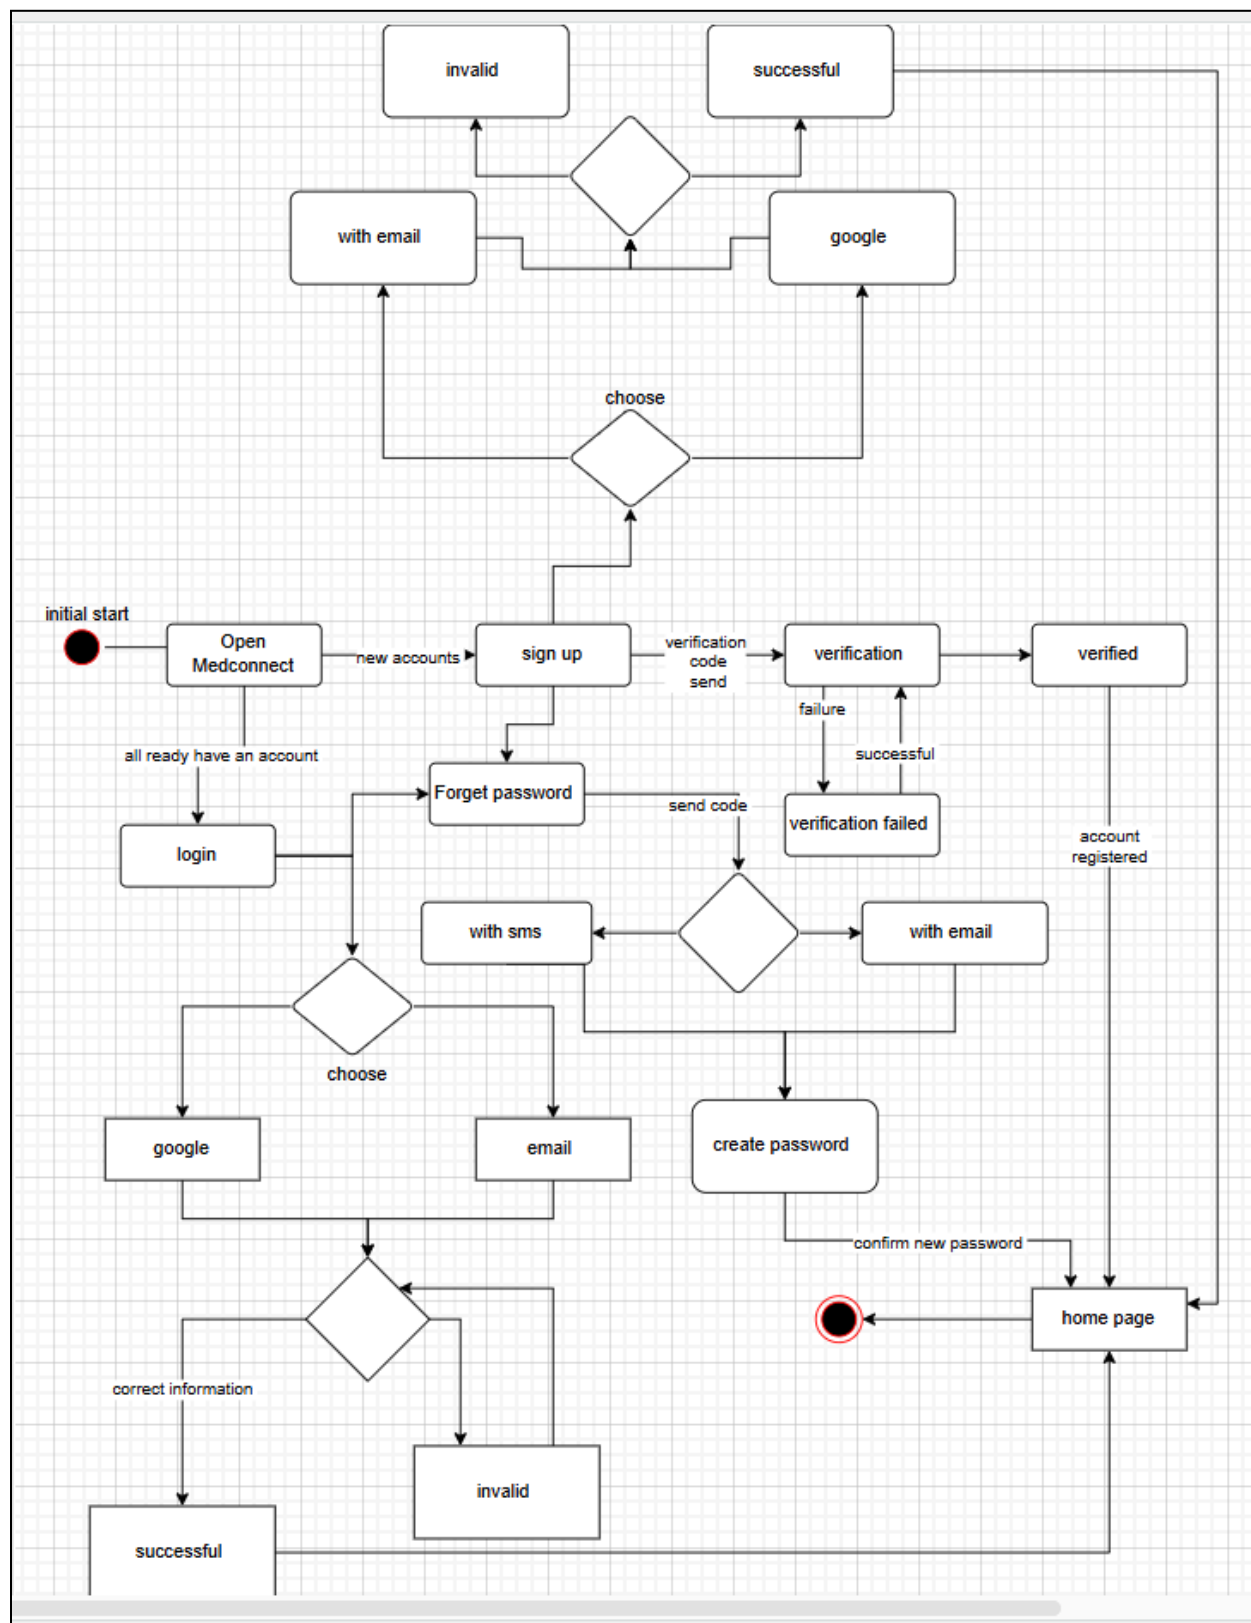 invalid
successful
with email
google
choose
initial start
Open
Medconnect
new accounts
sign up
verification
code
send
verification
verified
failure
successful
all ready have an account
Forget password
send code
verification failed
account
registered
login
with sms
with email
choose
google
email
create password
confirm new password
home page
correct information
invalid
successful